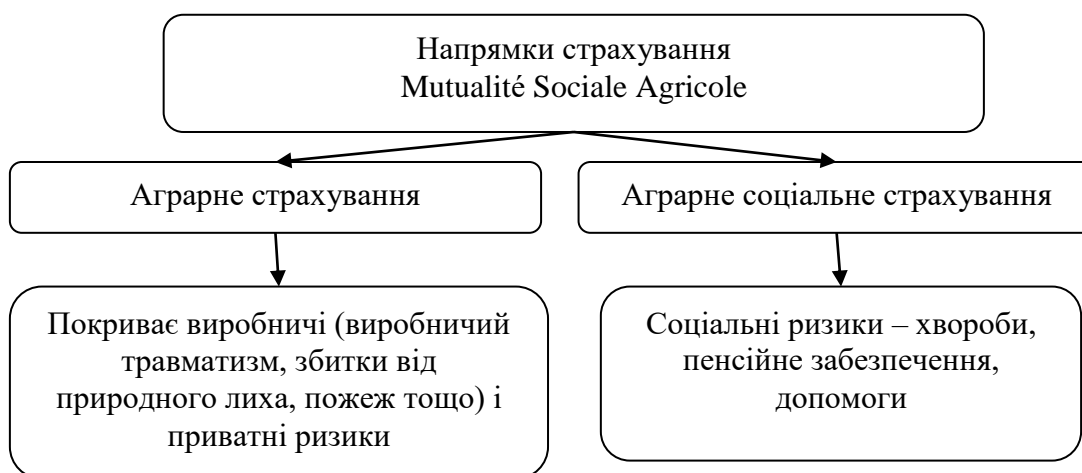 Напрямки страхування
Mutualité Sociale Agricole
Аграрне страхування
Аграрне соціальне страхування
Покриває виробничі (виробничий
травматизм, збитки від
природного лиха, пожеж тощо) і
приватні ризики
Соціальні ризики – хвороби,
пенсійне забезпечення,
допомоги